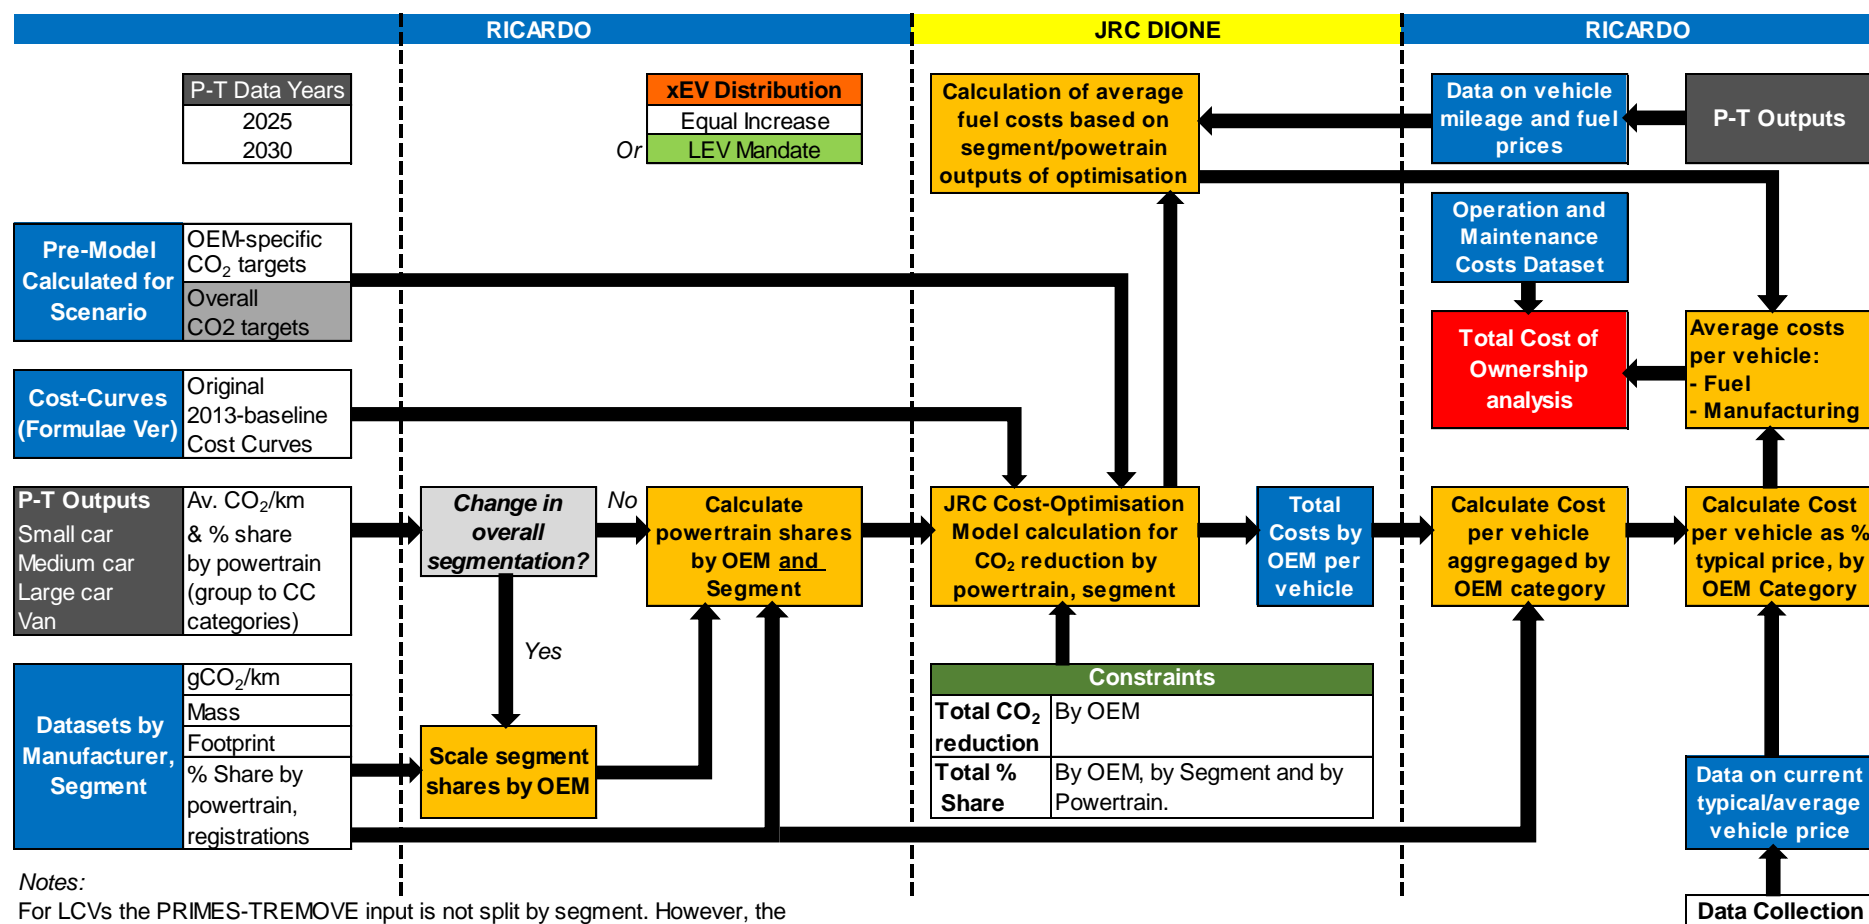 RICARDO
JRC DIONE
RICARDO
P-T Data Years
2025
2030
xEV Distribution
Equal Increase
Or
LEV Mandate
Calculation of average
fuel costs based on
segment/powetrain
outputs of optimisation
Data on vehicle
mileage and fuel
prices
P-T Outputs
Pre-Model
Calculated for
Scenario
OEM-specific
CO2 targets
Overall
CO2 targets
Operation and
Maintenance
Costs Dataset
Total Cost of
Ownership
analysis
Average costs
per vehicle:
- Fuel
- Manufacturing
Cost-Curves
(Formulae Ver)
Original
2013-baseline
Cost Curves
P-T Outputs
Small car
Medium car
Large car
Van
Av. CO2/km
& % share
by powertrain
(group to CC
categories)
Change in
overall
segmentation?
No
Yes
Calculate
powertrain shares
by OEM and
Segment
JRC Cost-Optimisation
Model calculation for
CO2 reduction by
powertrain, segment
Total
Costs by
OEM per
vehicle
Calculate Cost
per vehicle
aggregaged by
OEM category
Calculate Cost
per vehicle as %
typical price, by
OEM Category
Datasets by
Manufacturer,
Segment
gCO2/km
Mass
Footprint
% Share by
powertrain,
registrations
Scale segment
shares by OEM
Constraints
Total CO2
reduction
By OEM
Total %
Share
By OEM, by Segment and by
Powertrain.
Data on current
typical/average
vehicle price
Data Collection
Notes:
For LCVs the PRIMES-TREMOVE input is not split by segment. However, the